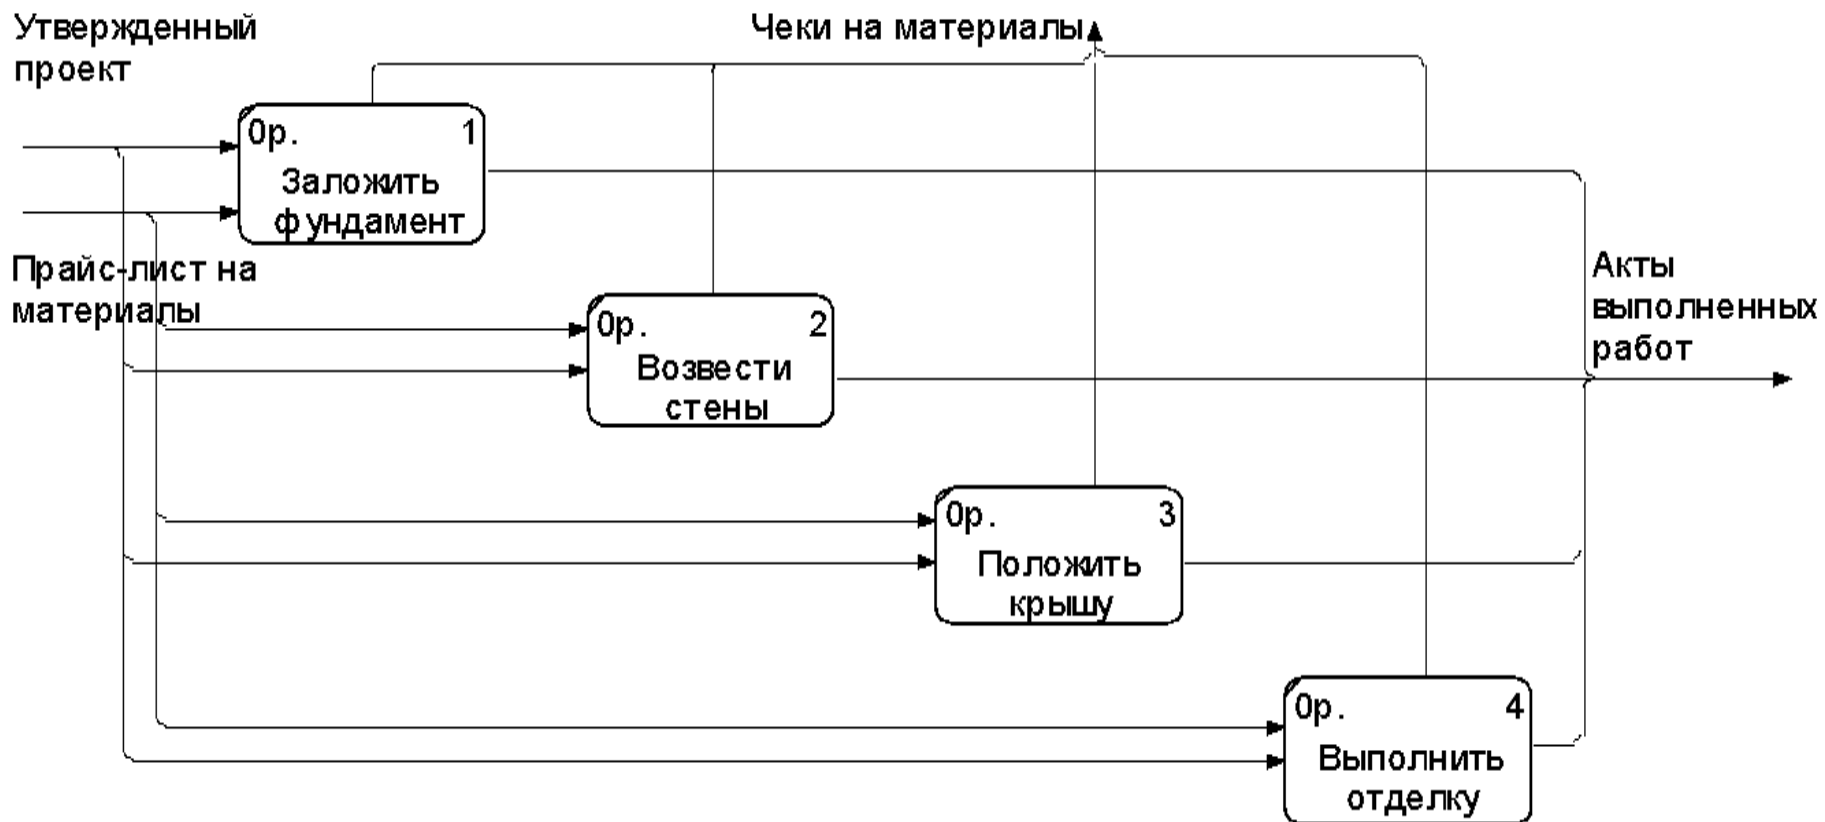 Утвержденный
проект
Чеки на материалы
0р. 1
Заложить
фундамент
Прайс-лист на
материалы
0р. 2
Возвести
стены
Акты
выполненных
работ
0р. 3
Положить
крышу
0р. 4
Выполнить
отделку